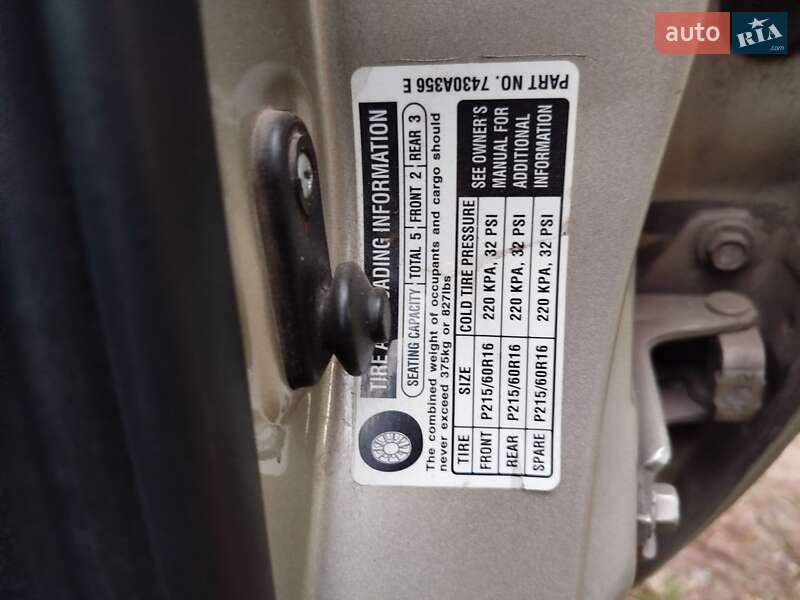 auto RIA
TIRE A ADING INFORMATION
SEATING CAPACITY TOTAL 5 FRONT 2 REAR 3
The combined weight of occupants and cargo should
never exceed 375kg or 827lbs
TIRE SIZE COLD TIRE PRESSURE SEE OWNER'S MANUAL FOR ADDITIONAL INFORMATION
FRONT P215/60R16 220 KPA, 32 PSI
REAR P215/60R16 220 KPA, 32 PSI
SPARE P215/60R16 220 KPA, 32 PSI
PART NO. 7430A356 E